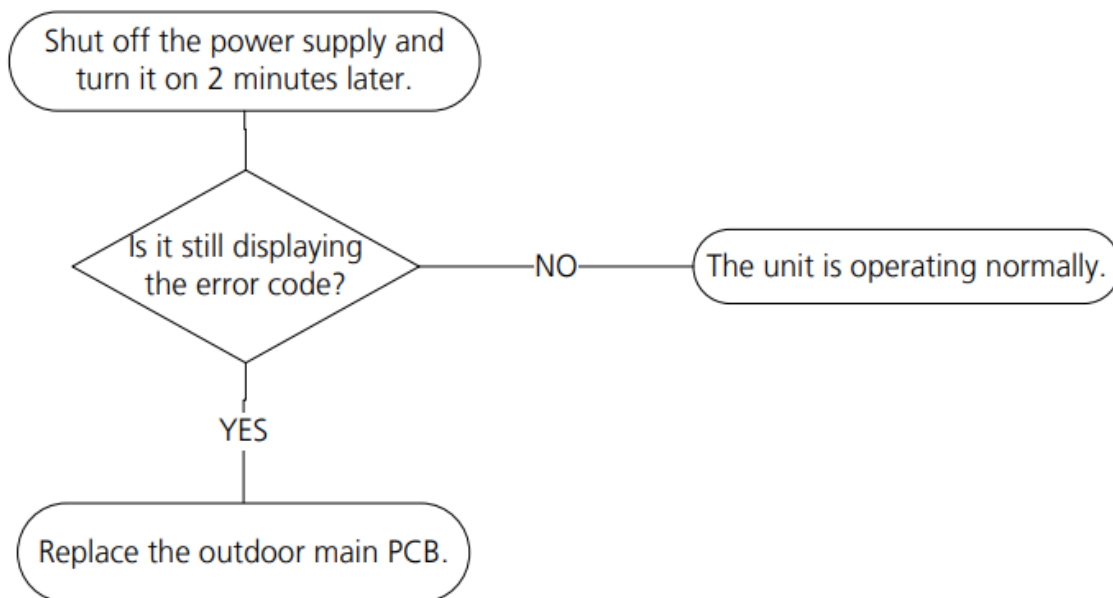 Shut off the power supply and
turn it on 2 minutes later.
Is it still displaying
the error code?
NO
The unit is operating normally.
YES
Replace the outdoor main PCB.